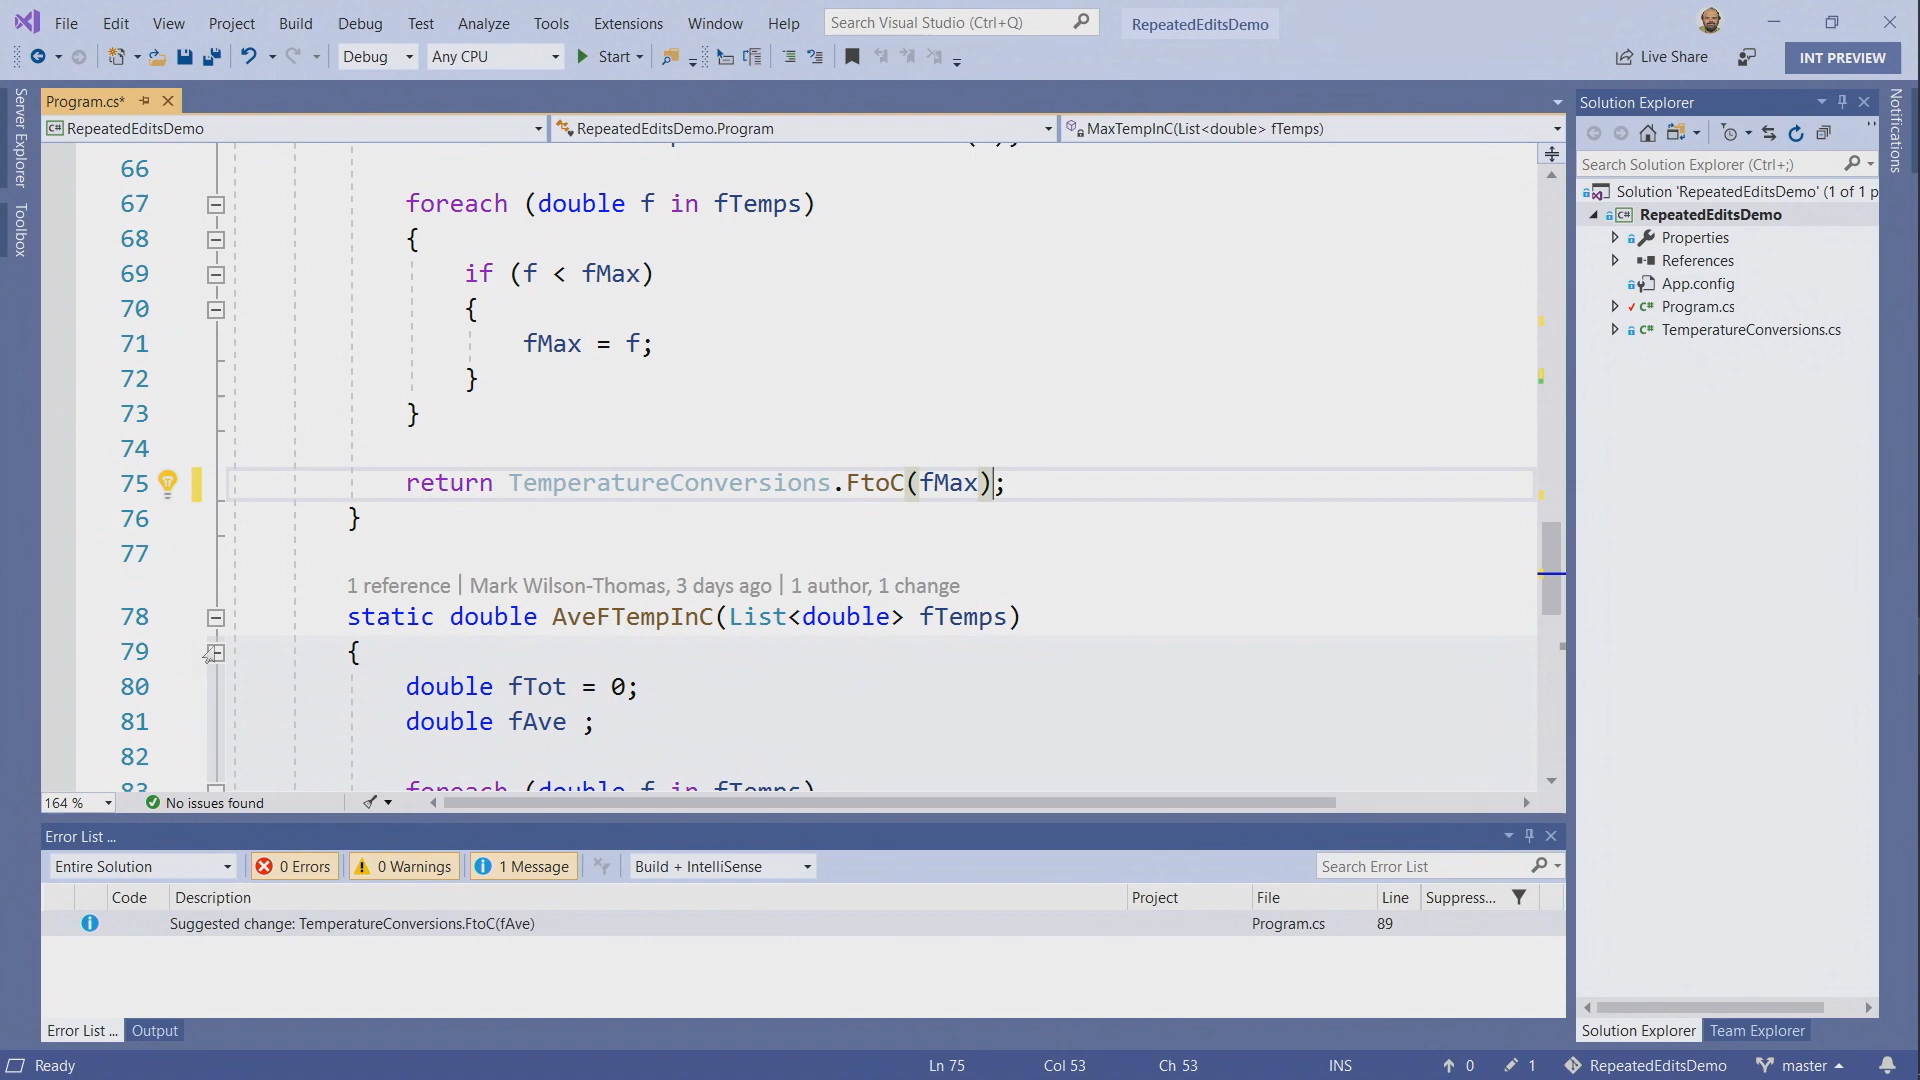 File Edit View Project Build Debug Test Analyze Tools Extensions Window Help Search Visual Studio (Ctrl+Q) RepeatedEditsDemo
Debug Any CPU Start Live Share INT PREVIEW
Server Explorer
Toolbox
Program.cs*
RepeatedEditsDemo RepeatedEditsDemo.Program MaxTempInC(List<double> fTemps)
66
67 foreach (double f in fTemps)
68 {
69 if (f < fMax)
70 {
71 fMax = f;
72 }
73 }
74
75 return TemperatureConversions.FtoC(fMax);
76 }
77
1 reference | Mark Wilson-Thomas, 3 days ago | 1 author, 1 change
78 static double AveFTempInC(List<double> fTemps)
79 {
80 double fTot = 0;
81 double fAve ;
82
83 foreach (double f in fTemps)
164 % No issues found
Error List ...
Entire Solution 0 Errors 0 Warnings 1 Message Build + IntelliSense Search Error List
Code Description Project File Line Suppress...
Suggested change: TemperatureConversions.FtoC(fAve) Program.cs 89
Error List ... Output
Solution Explorer
Search Solution Explorer (Ctrl+;)
Solution 'RepeatedEditsDemo' (1 of 1 p
C# RepeatedEditsDemo
Properties
References
App.config
C# Program.cs
C# TemperatureConversions.cs
Solution Explorer Team Explorer
Notifications
Ready Ln 75 Col 53 Ch 53 INS 0 1 RepeatedEditsDemo master